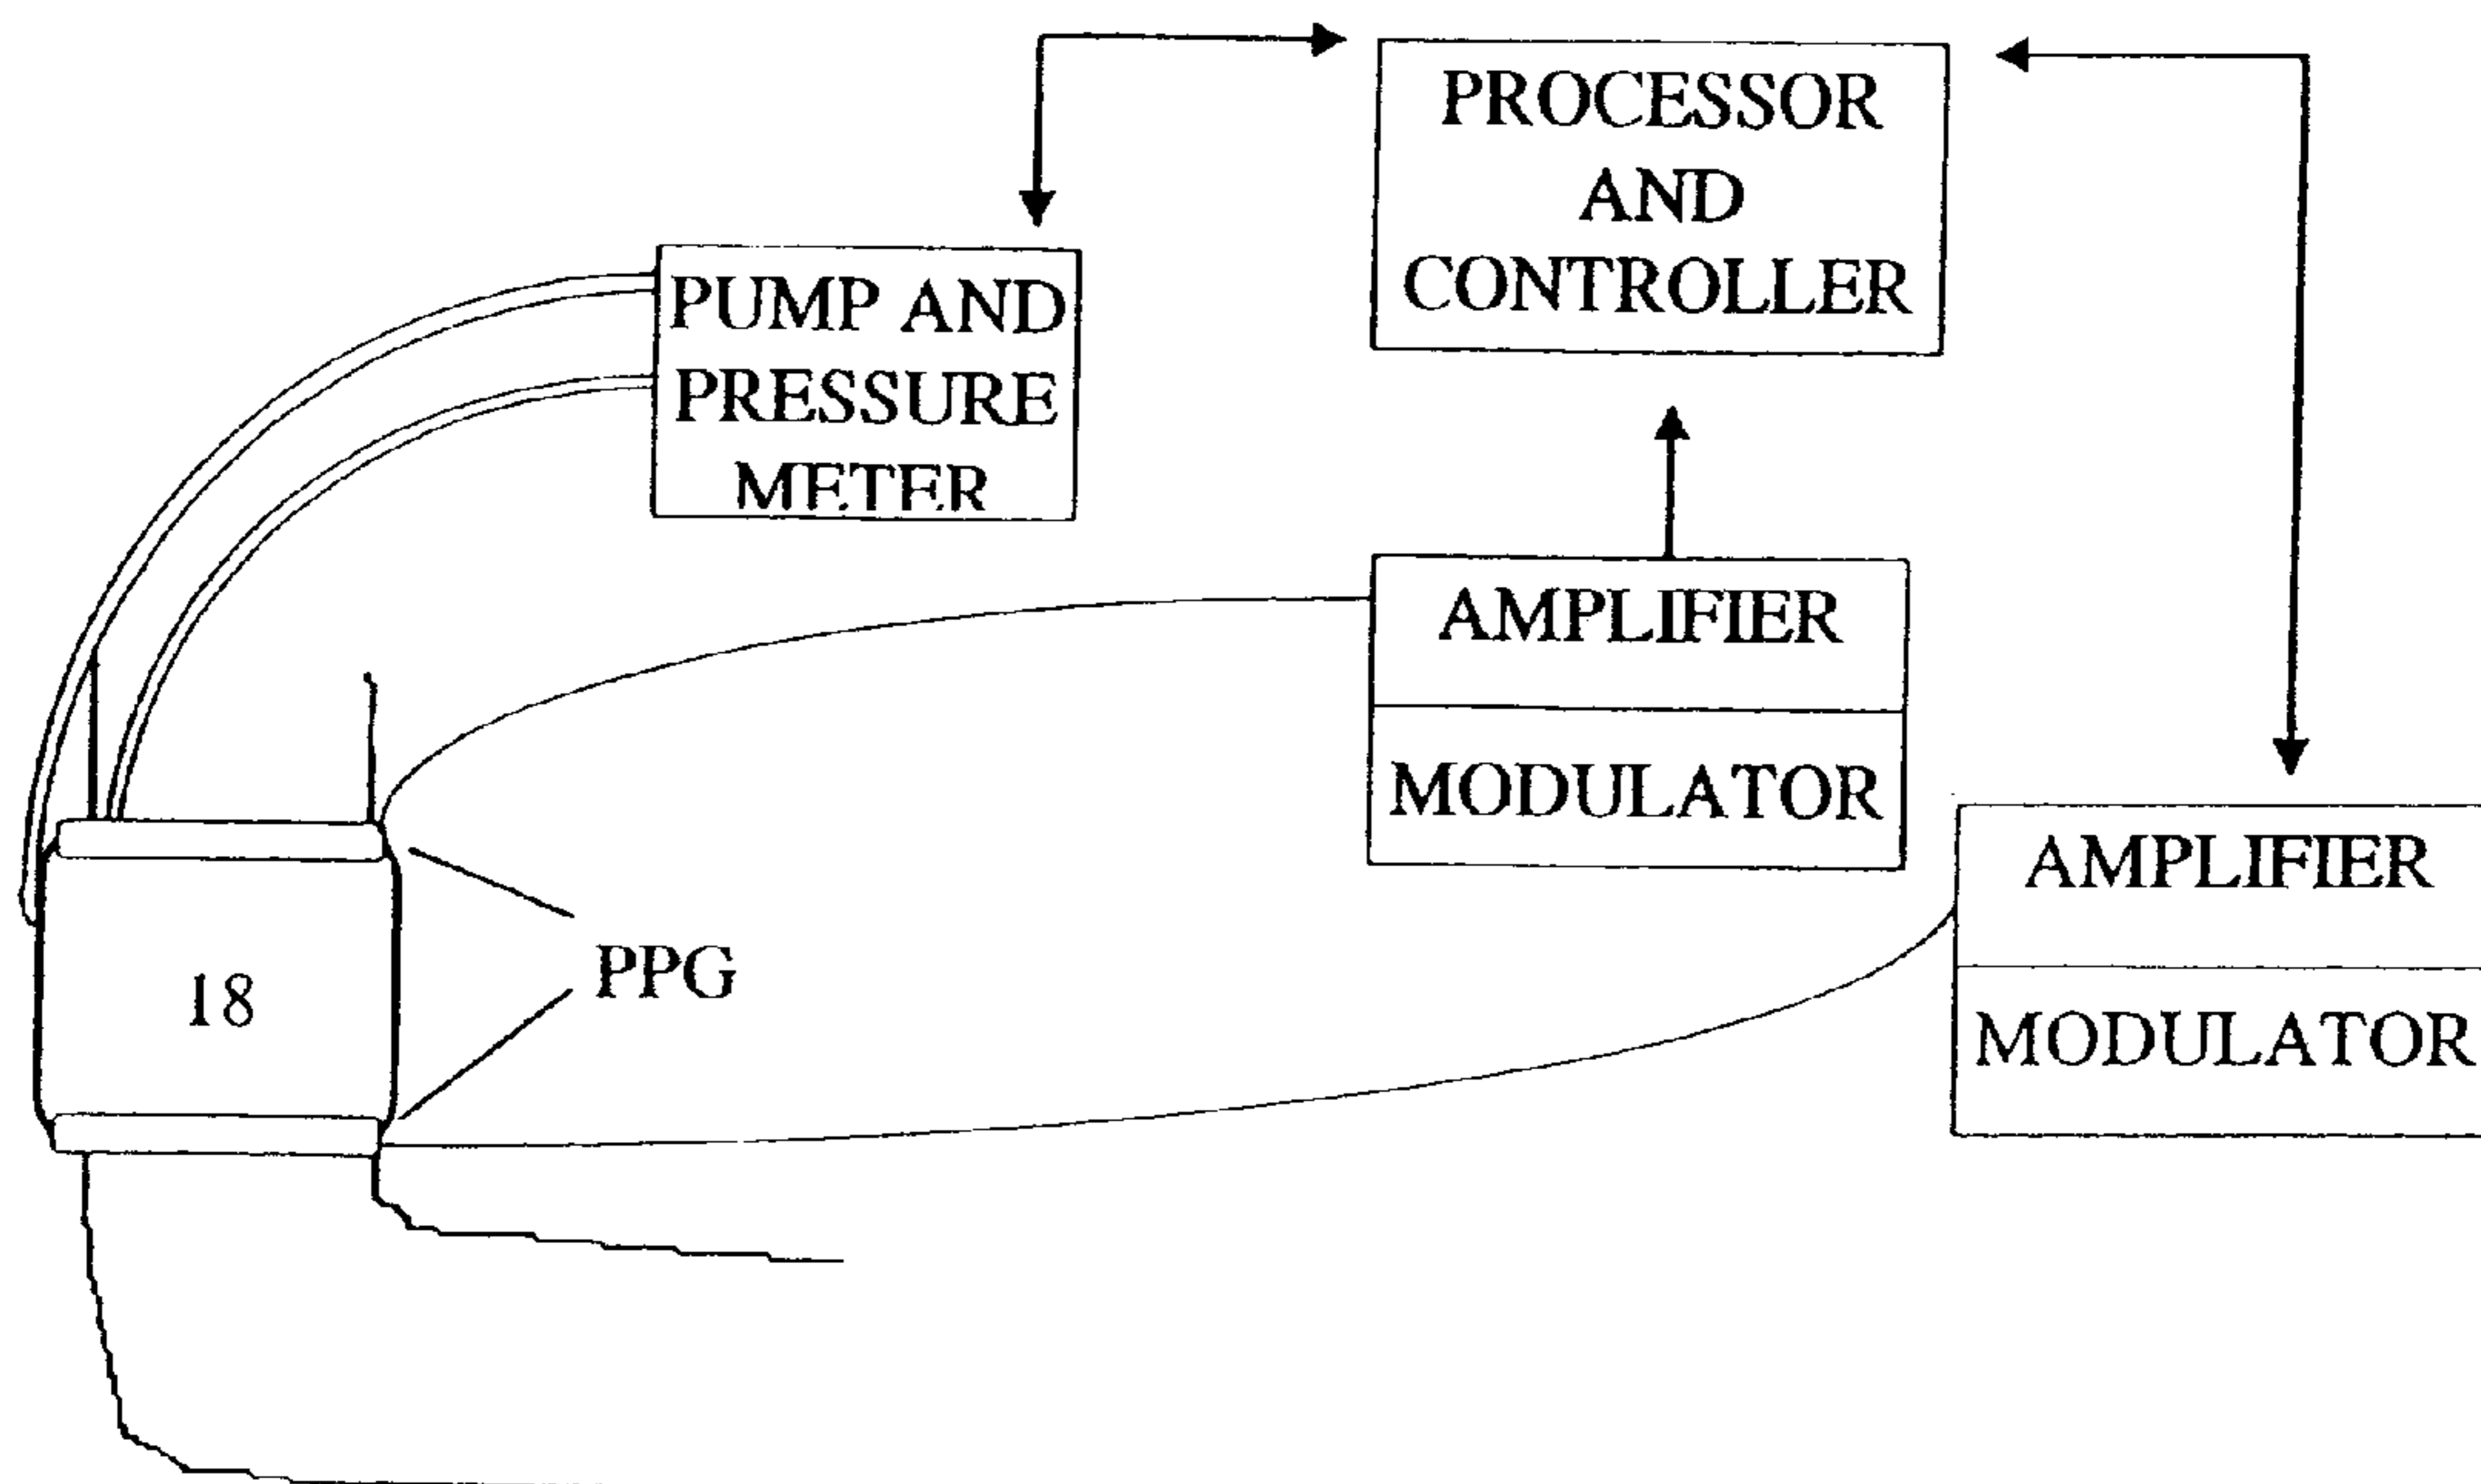 PROCESSOR
AND
CONTROLLER
PUMP AND
PRESSURE
METER
AMPLIFIER
MODULATOR
AMPLIFIER
MODULATOR
PPG
18